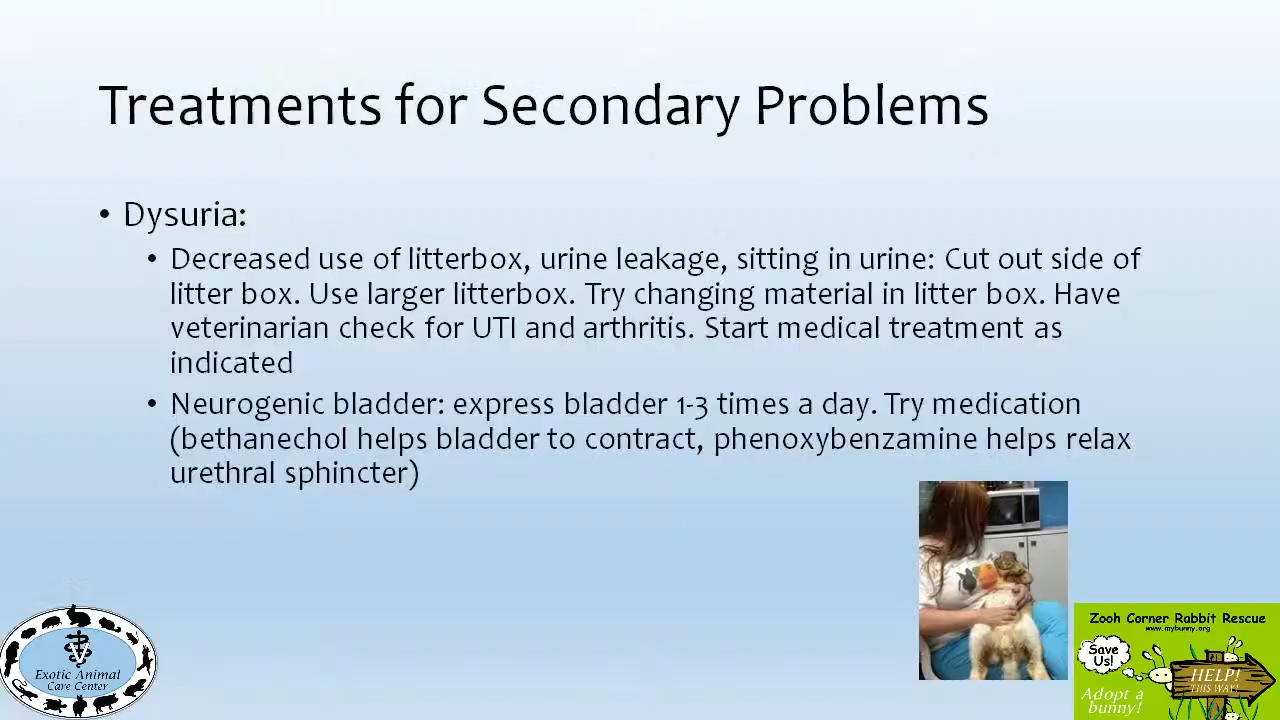 Treatments for Secondary Problems
• Dysuria:
• Decreased use of litterbox, urine leakage, sitting in urine: Cut out side of
litter box. Use larger litterbox. Try changing material in litter box. Have
veterinarian check for UTI and arthritis. Start medical treatment as
indicated
• Neurogenic bladder: express bladder 1-3 times a day. Try medication
(bethanechol helps bladder to contract, phenoxybenzamine helps relax
urethral sphincter)
Exotic Animal
Care Center
Zooh Corner Rabbit Rescue
www.mybunny.org
Save
Us!
HELP!
THIS WAY!
Adopt a
bunny!